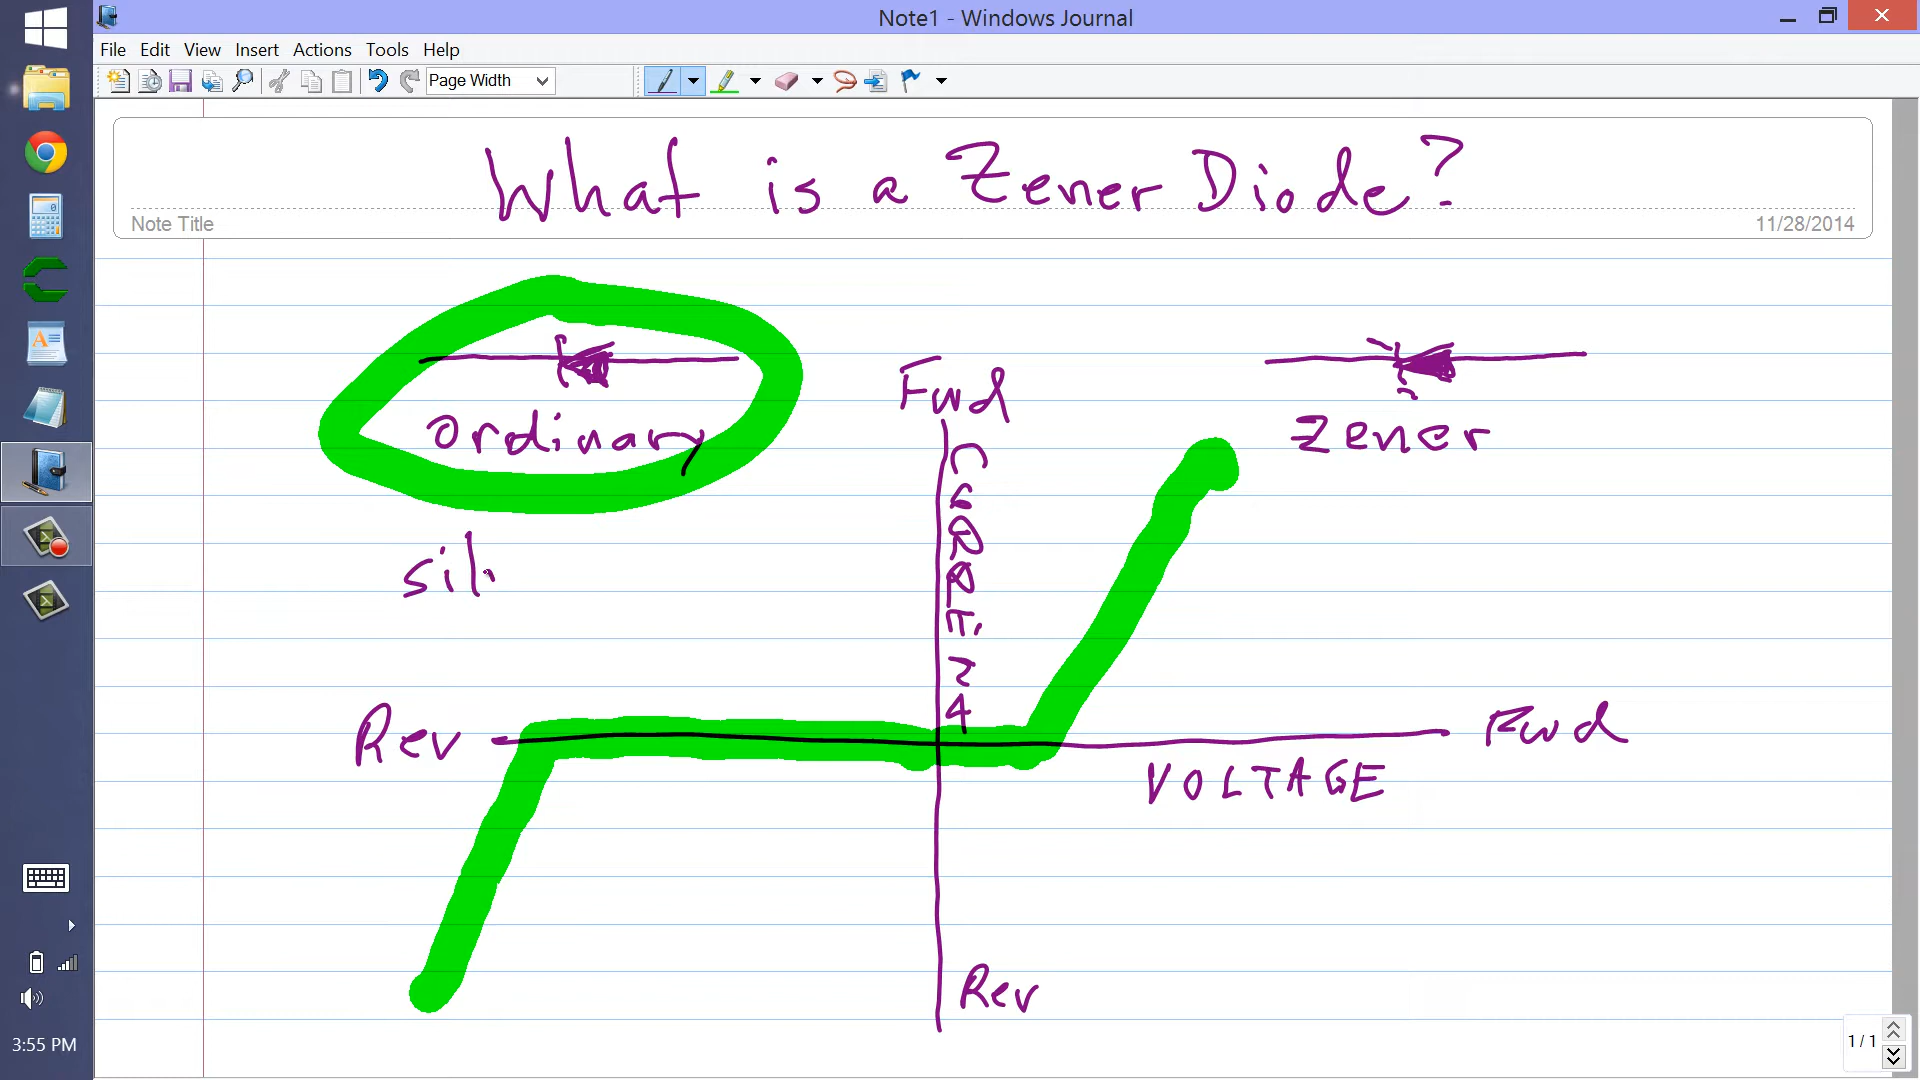 Note1 - Windows Journal
File Edit View Insert Actions Tools Help
Page Width
What is a Zener Diode?
Note Title
11/28/2014
Ordinary
Fwd
Zener
CURRENT
sili
Rev
Fwd
VOLTAGE
Rev
3:55 PM
1 / 1